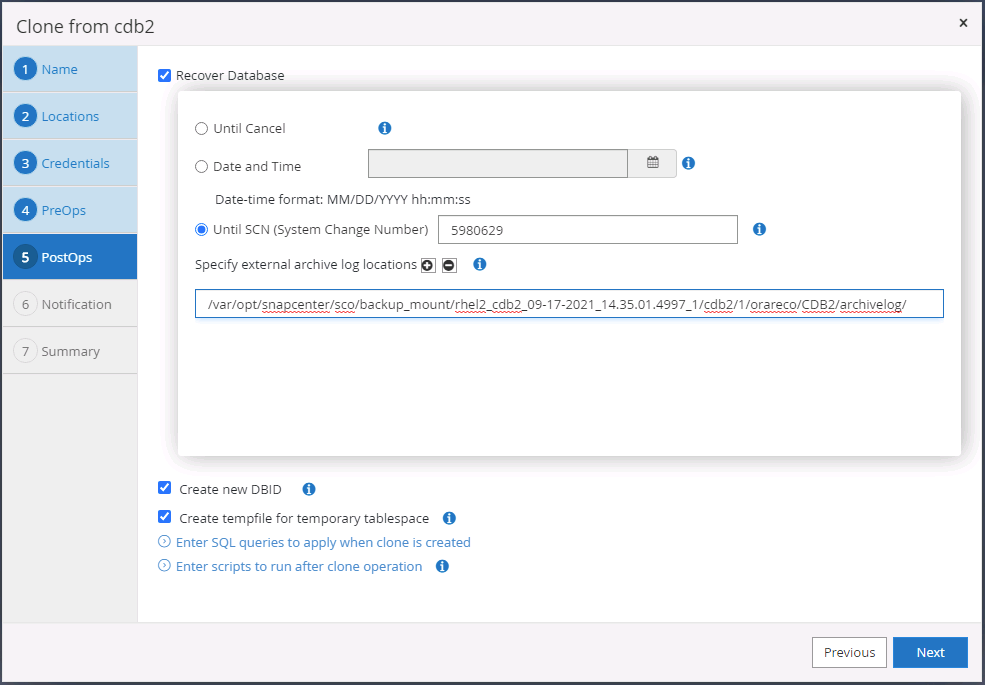 Clone from cdb2
×
1 Name
2 Locations
3 Credentials
4 PreOps
5 PostOps
6 Notification
7 Summary
Recover Database
Until Cancel
Date and Time
Date-time format: MM/DD/YYYY hh:mm:ss
Until SCN (System Change Number) 5980629
Specify external archive log locations
/var/opt/snapcenter/sco/backup_mount/rhel2_cdb2_09-17-2021_14.35.01.4997_1/cdb2/1/orareco/CDB2/archivelog/
Create new DBID
Create tempfile for temporary tablespace
Enter SQL queries to apply when clone is created
Enter scripts to run after clone operation
Previous Next